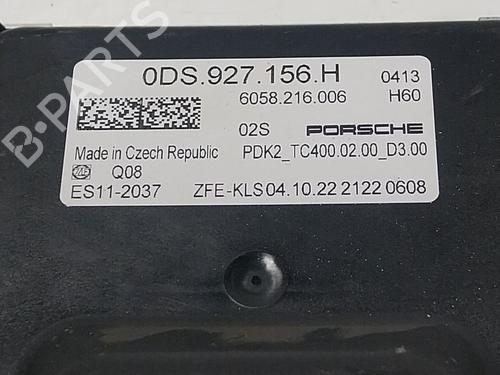 0DS.927.156.H 0413
6058.216.006 H60
02S PORSCHE
Made in Czech Republic PDK2_TC400.02.00_D3.00
ZF Q08
ES11-2037 ZFE-KLS 04.10.22 2122 0608
B-PARTS